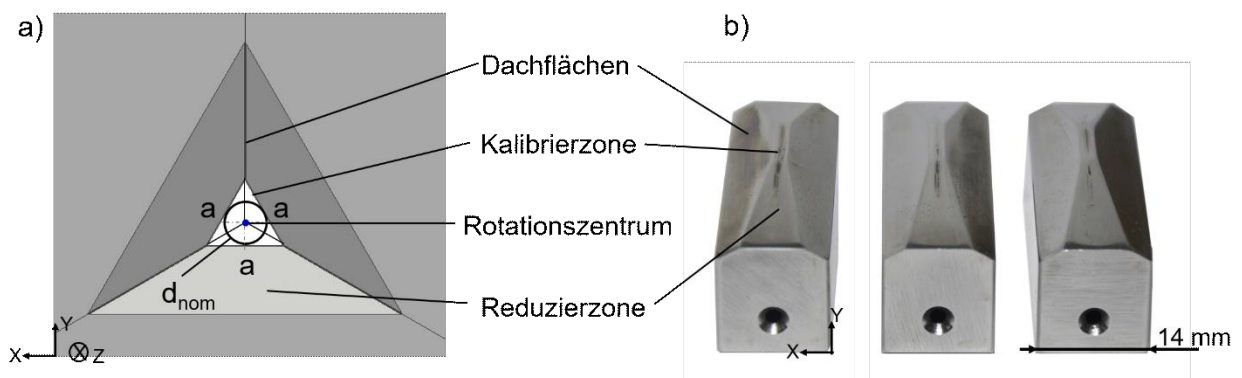 a)
b)
Dachflächen
Kalibrierzone
a a
Rotationszentrum
a
d_nom
Reduzierzone
Y
X
Z
Y
X
14 mm